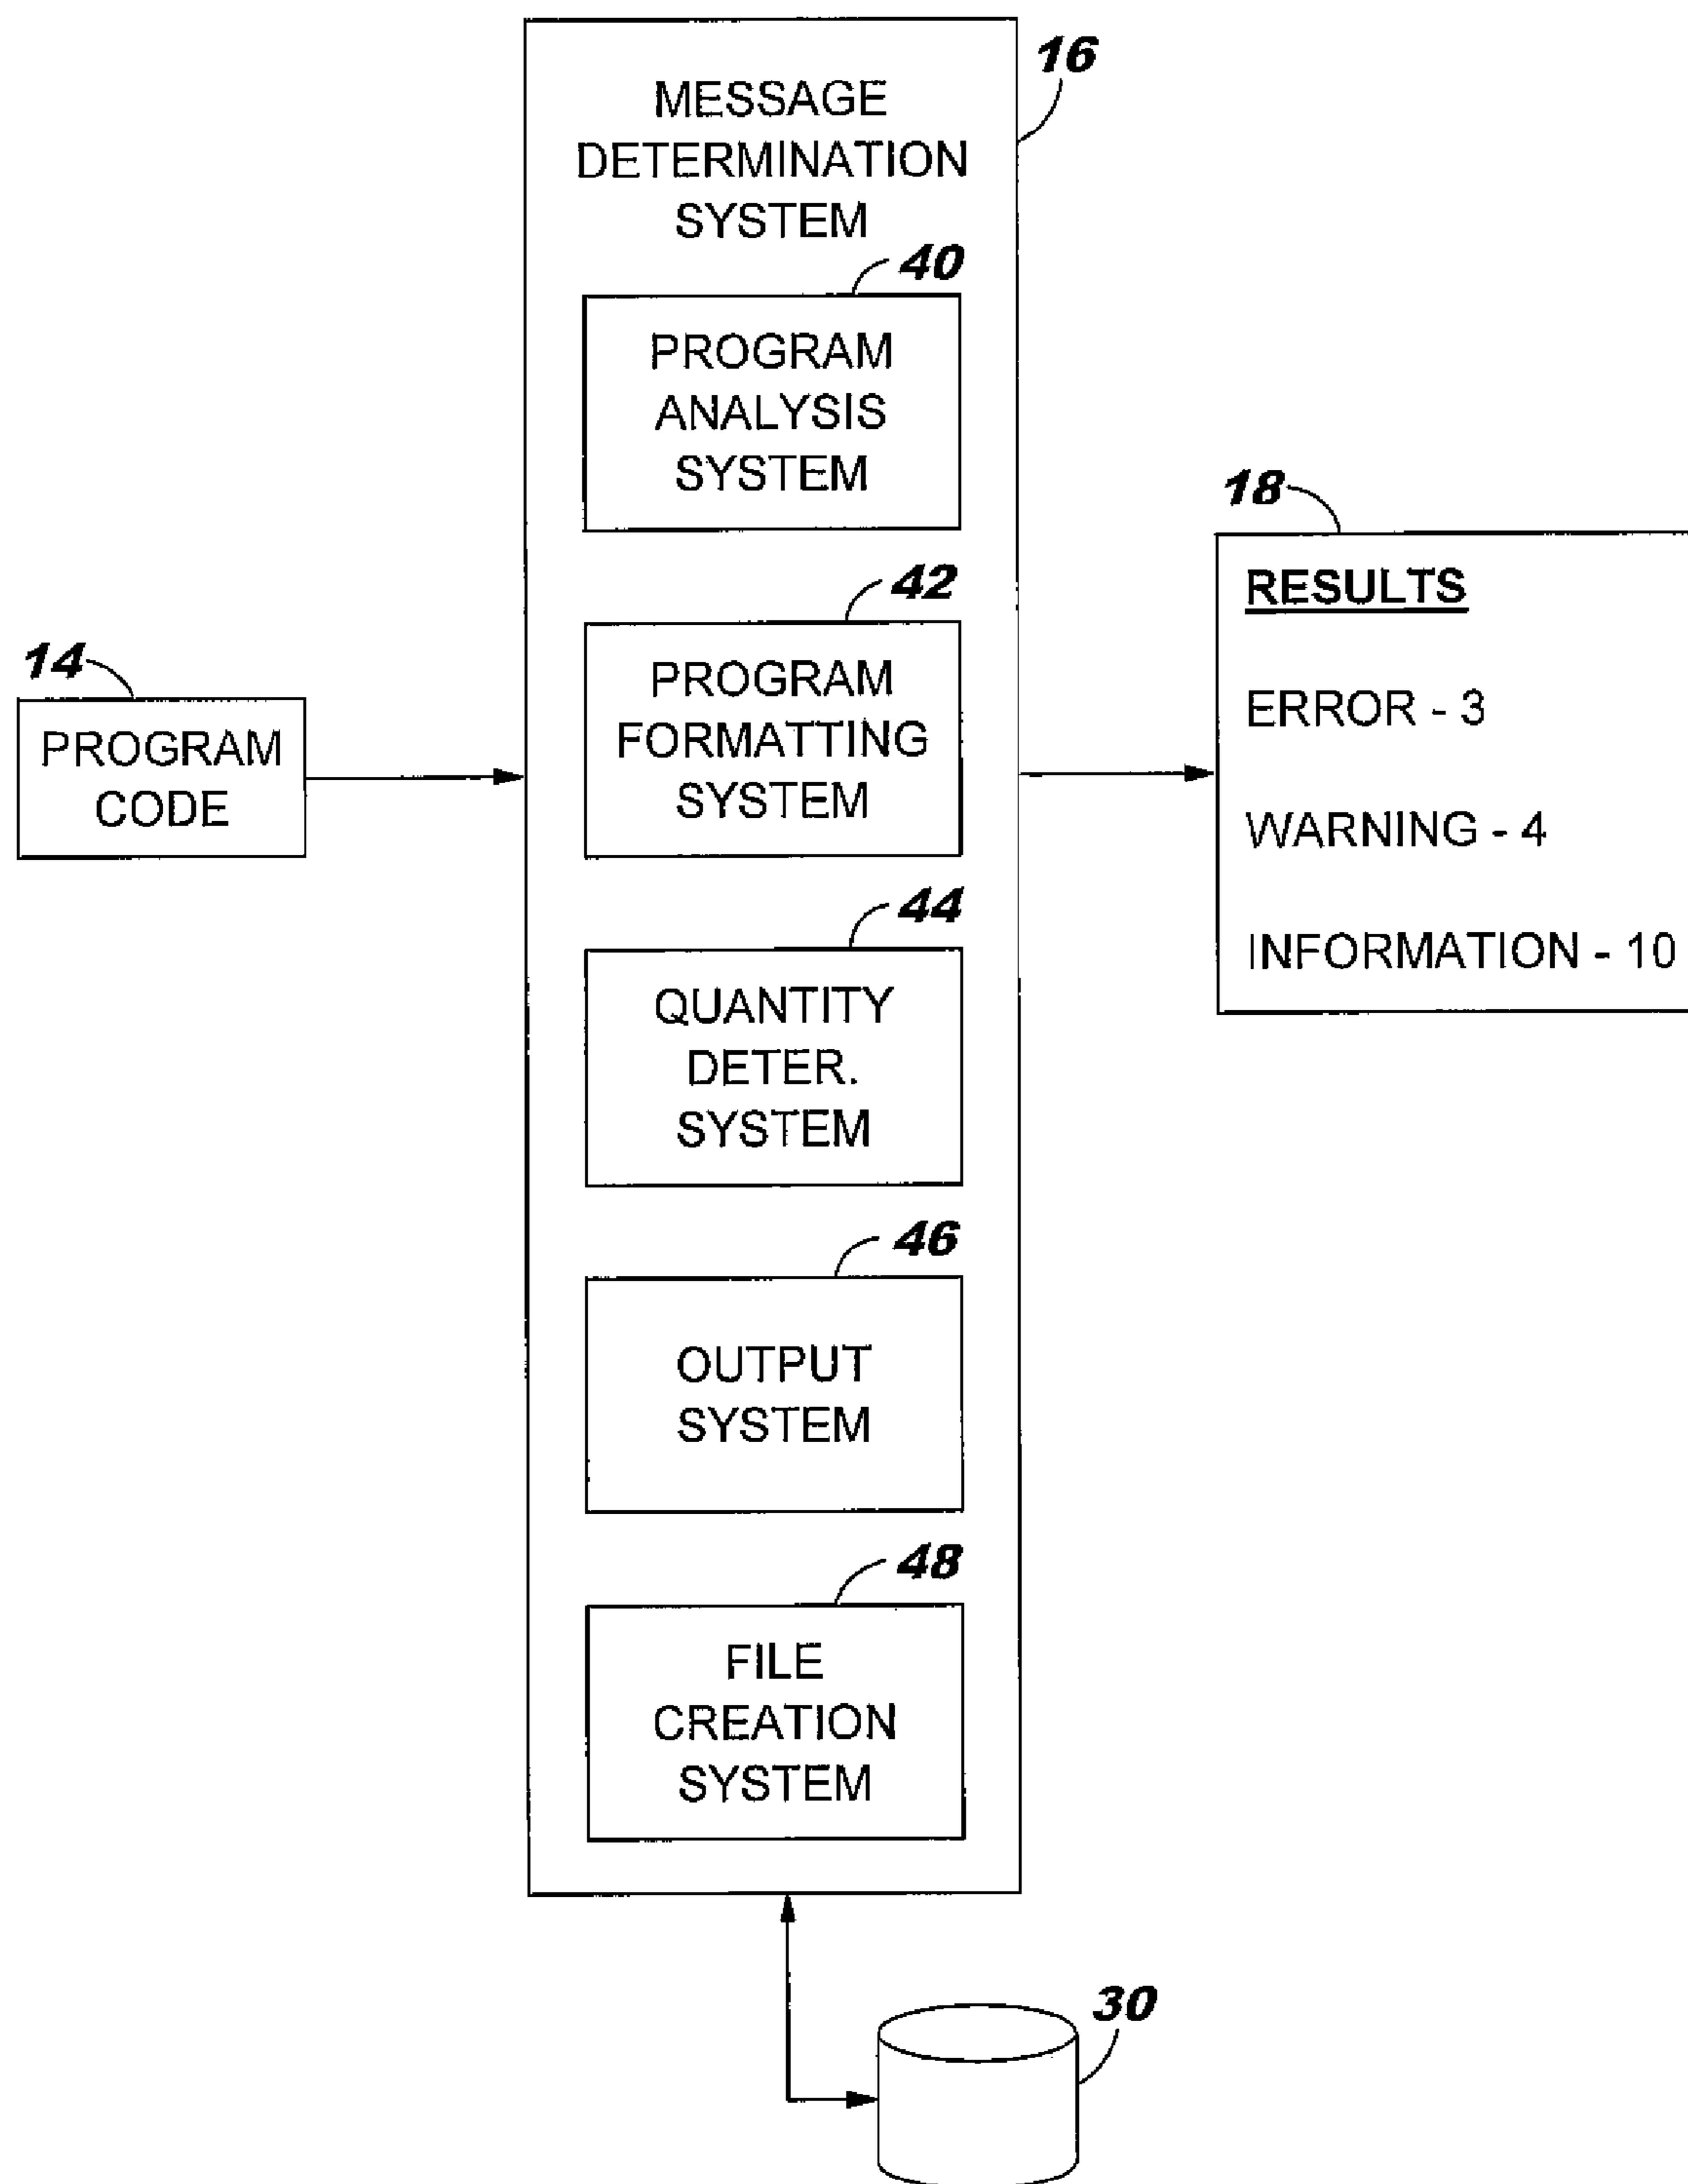 16
MESSAGE
DETERMINATION
SYSTEM
40
PROGRAM
ANALYSIS
SYSTEM
42
PROGRAM
FORMATTING
SYSTEM
44
QUANTITY
DETER.
SYSTEM
46
OUTPUT
SYSTEM
48
FILE
CREATION
SYSTEM
14
PROGRAM
CODE
18
RESULTS
ERROR - 3
WARNING - 4
INFORMATION - 10
30